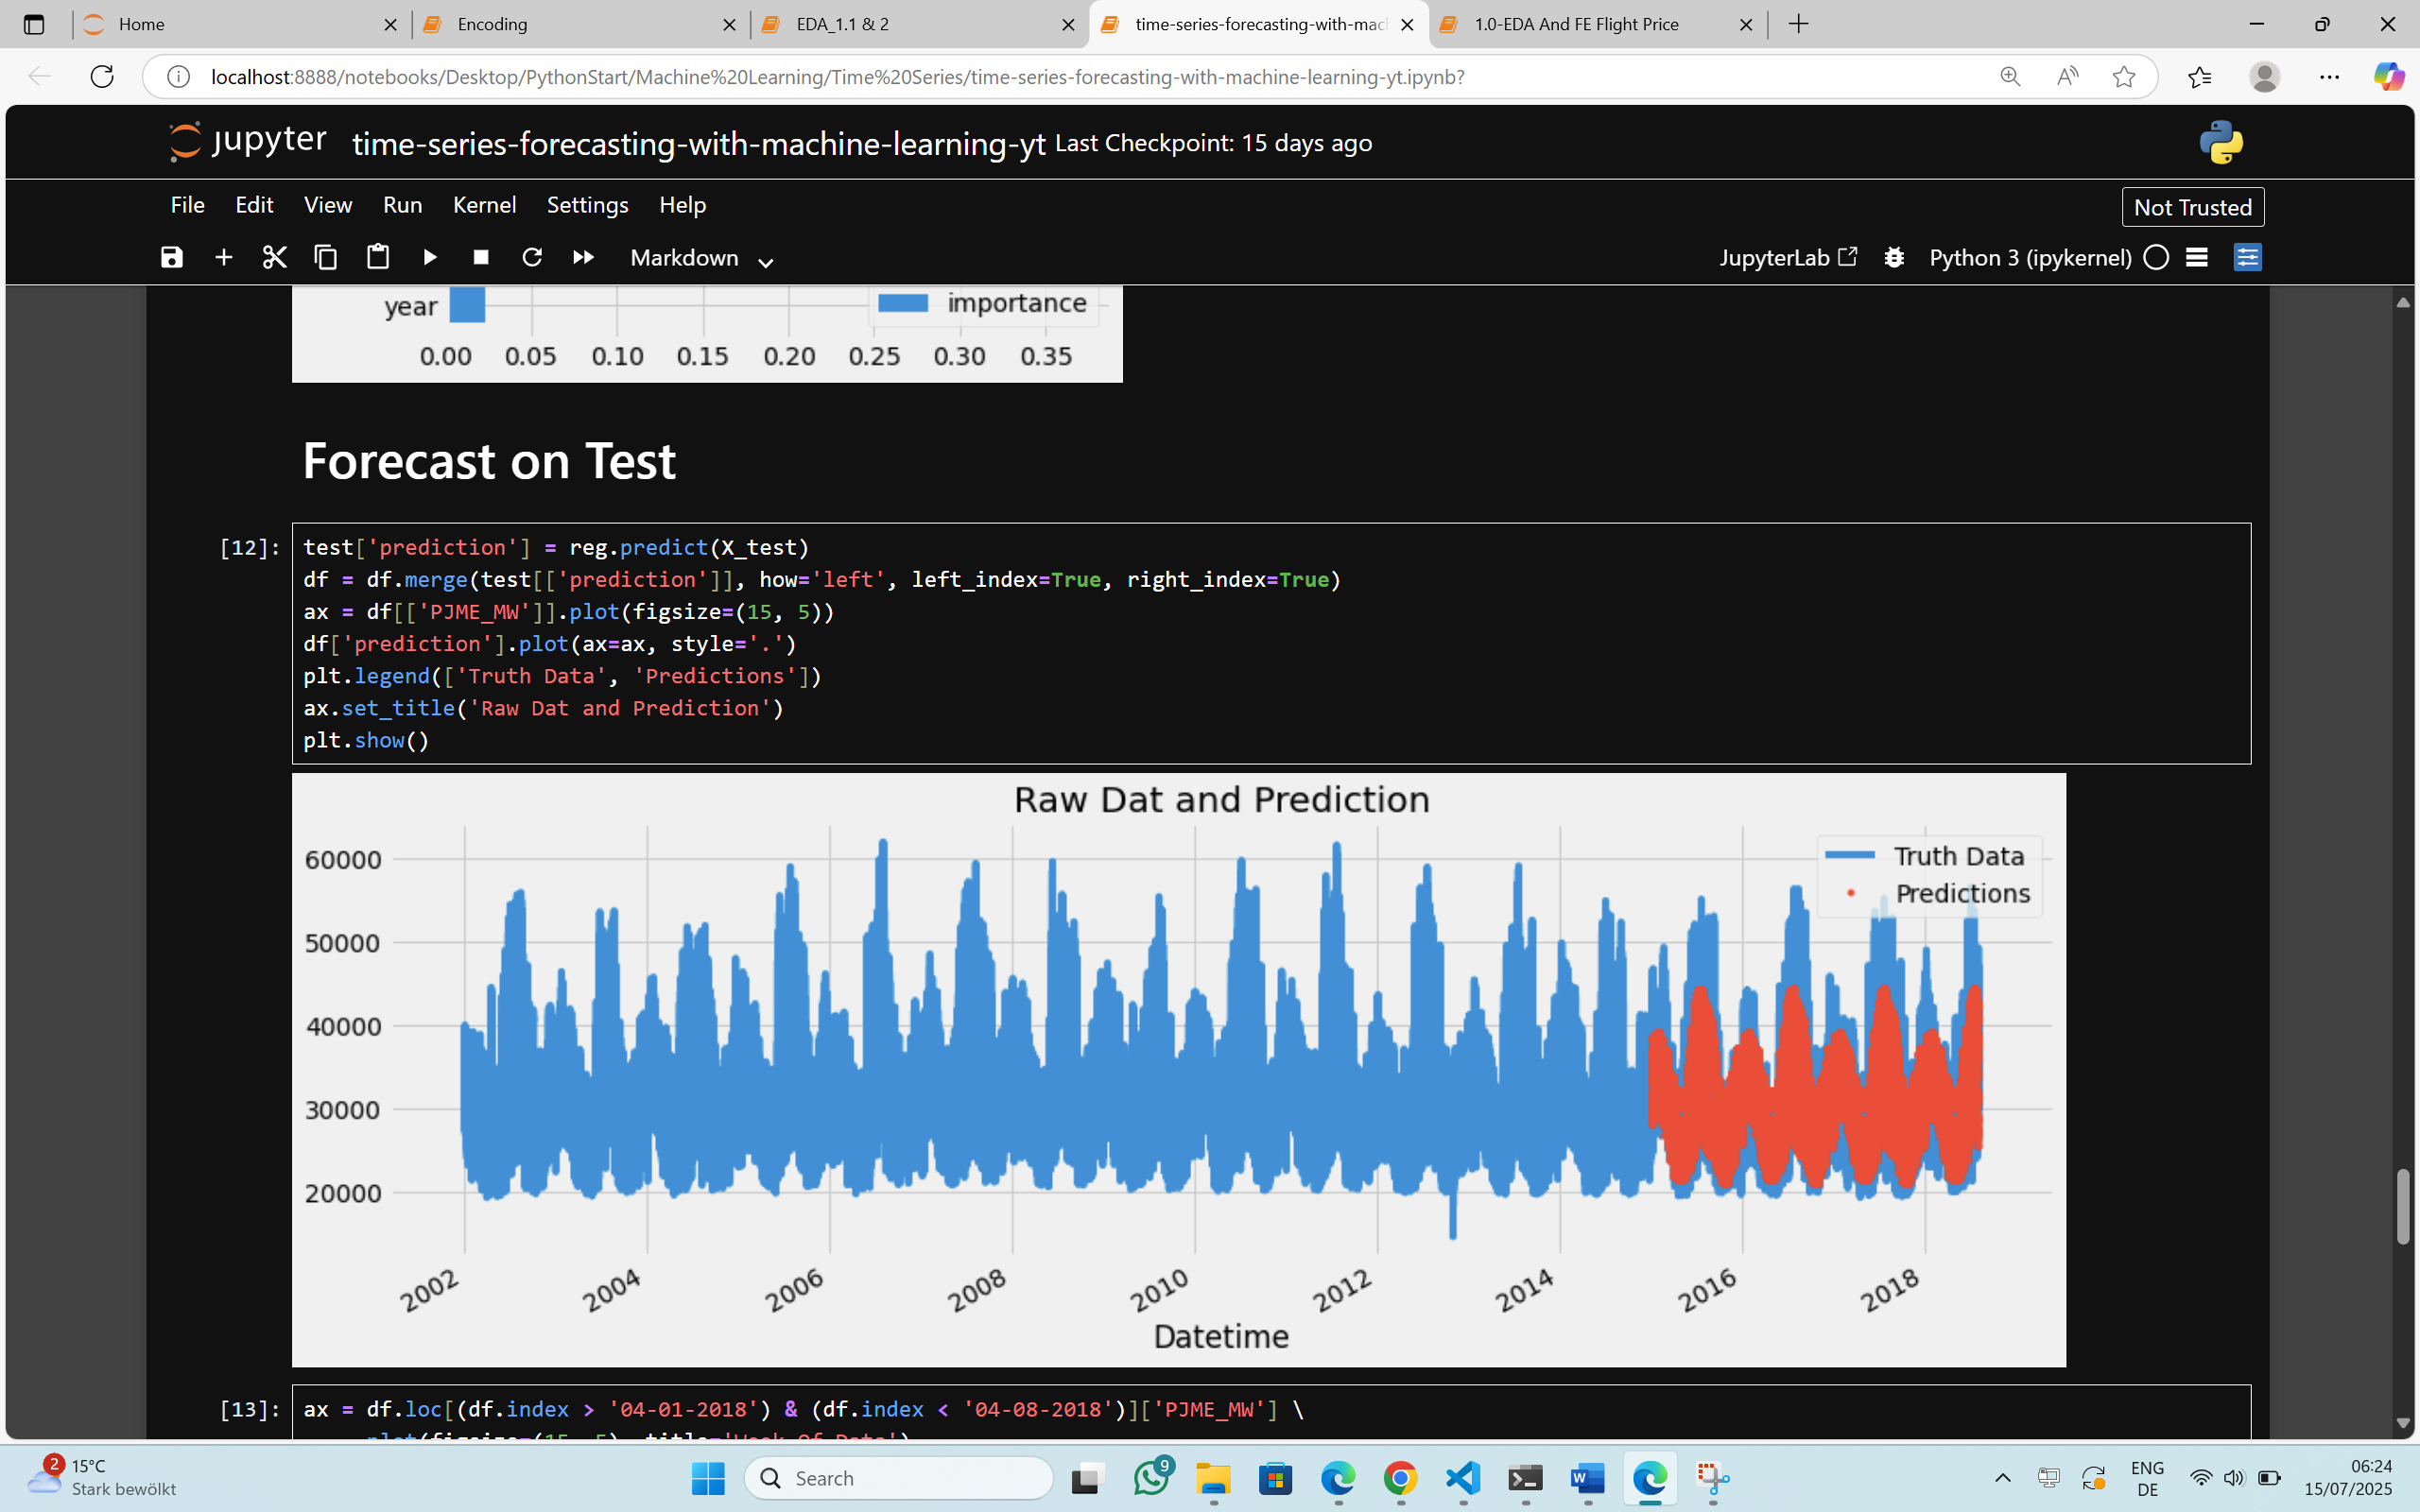 Home
Encoding
EDA_1.1 & 2
time-series-forecasting-with-mac
1.0-EDA And FE Flight Price
localhost:8888/notebooks/Desktop/PythonStart/Machine%20Learning/Time%20Series/time-series-forecasting-with-machine-learning-yt.ipynb?
jupyter time-series-forecasting-with-machine-learning-yt Last Checkpoint: 15 days ago
File Edit View Run Kernel Settings Help
Not Trusted
Markdown
JupyterLab
Python 3 (ipykernel)
year
importance
0.00 0.05 0.10 0.15 0.20 0.25 0.30 0.35
Forecast on Test
[12]:
test['prediction'] = reg.predict(X_test)
df = df.merge(test[['prediction']], how='left', left_index=True, right_index=True)
ax = df[['PJME_MW']].plot(figsize=(15, 5))
df['prediction'].plot(ax=ax, style='.')
plt.legend(['Truth Data', 'Predictions'])
ax.set_title('Raw Dat and Prediction')
plt.show()
Raw Dat and Prediction
Truth Data
Predictions
60000
50000
40000
30000
20000
2002 2004 2006 2008 2010 2012 2014 2016 2018
Datetime
[13]:
ax = df.loc[(df.index > '04-01-2018') & (df.index < '04-08-2018')]['PJME_MW'] \
.plot(figsize=(15, 5), title='Week Of Data')
2
15°C
Stark bewölkt
Search
9
ENG
DE
06:24
15/07/2025